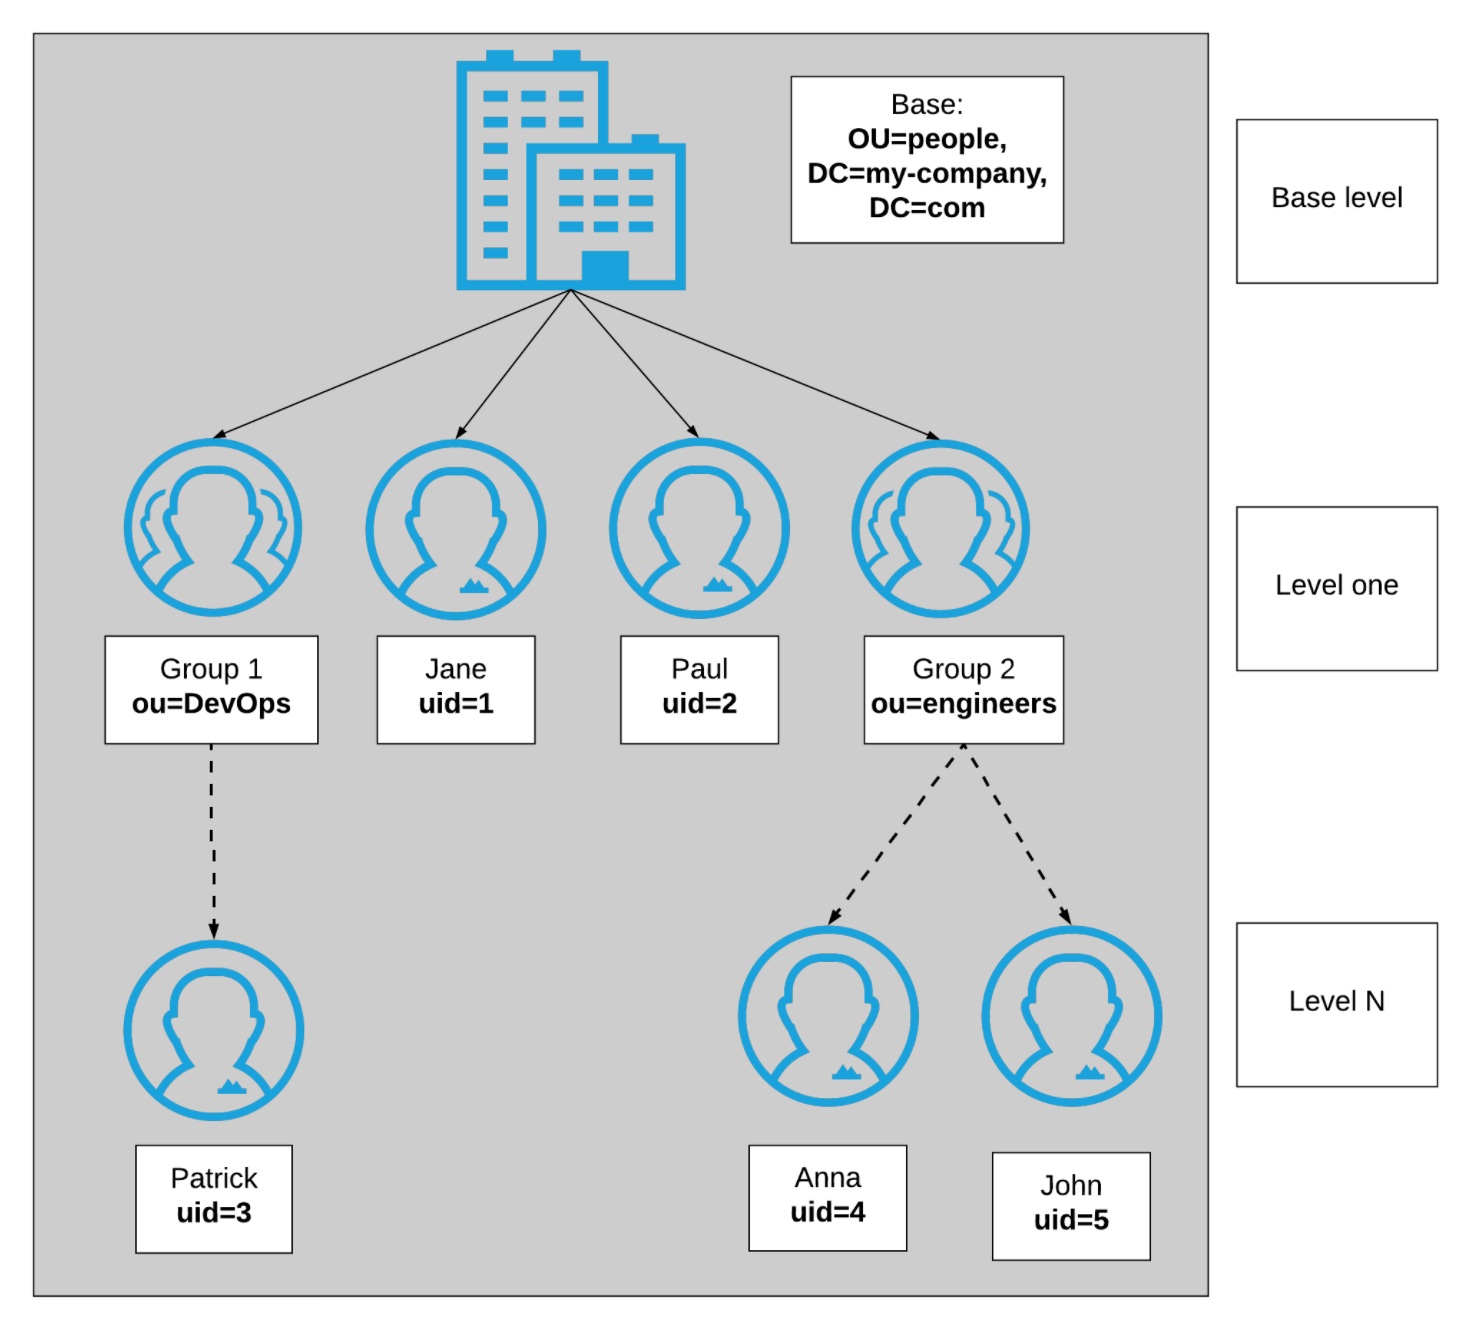 Base:
OU=people,
DC=my-company,
DC=com
Base level
Group 1
ou=DevOps
Jane
uid=1
Paul
uid=2
Group 2
ou=engineers
Level one
Patrick
uid=3
Anna
uid=4
John
uid=5
Level N